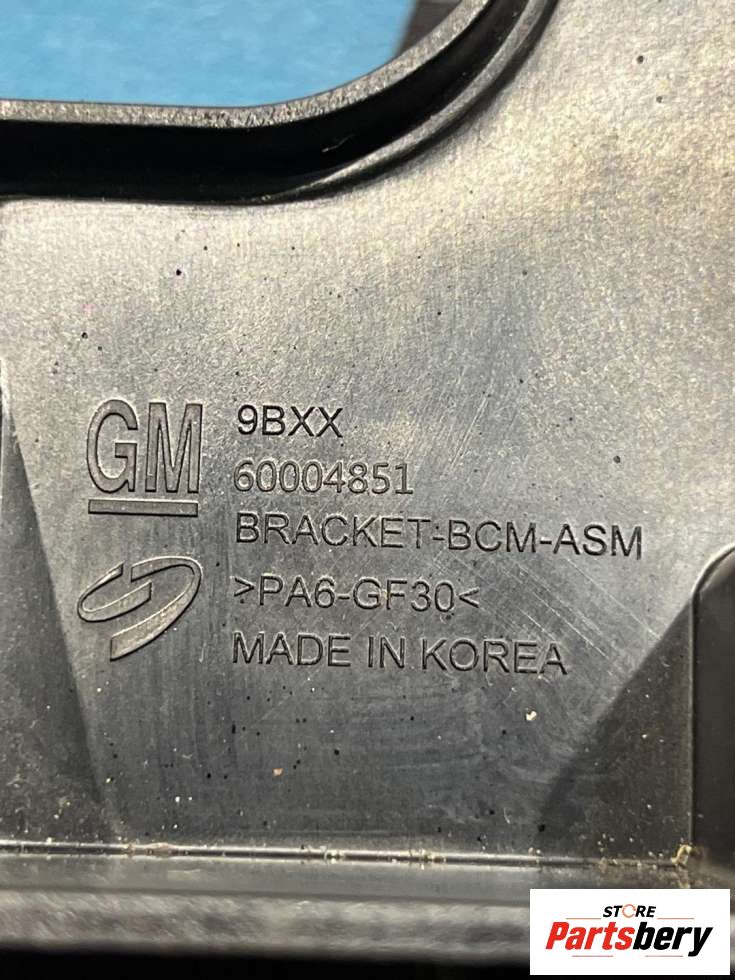 GM
9BXX
60004851
BRACKET-BCM-ASM
>PA6-GF30<
MADE IN KOREA
STORE
Partsbery